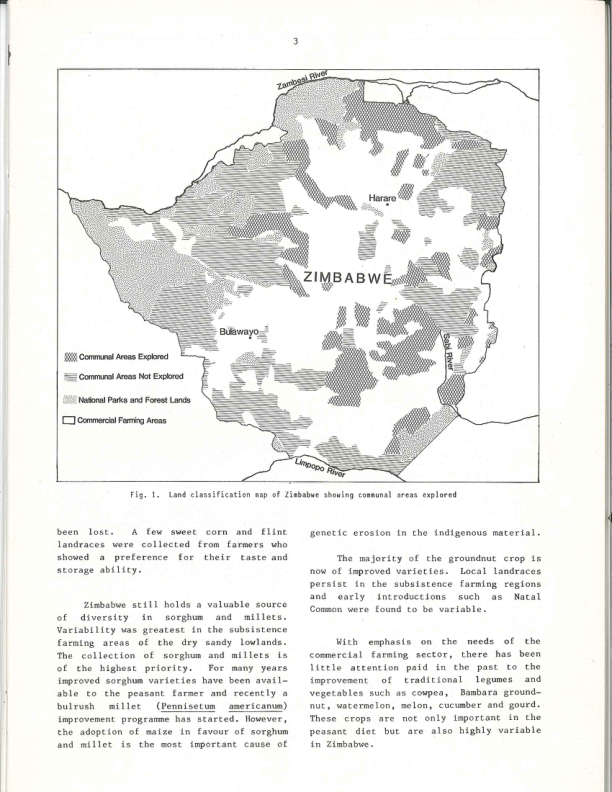 3
Zambesi River
Harare
ZIMBABWE
Bulawayo
Sabi River
Communal Areas Explored
Communal Areas Not Explored
National Parks and Forest Lands
Commercial Farming Areas
Limpopo River
Fig. 1. Land classification map of Zimbabwe showing communal areas explored
been lost. A few sweet corn and flint
landraces were collected from farmers who
showed a preference for their taste and
storage ability.
Zimbabwe still holds a valuable source
of diversity in sorghum and millets.
Variability was greatest in the subsistence
farming areas of the dry sandy lowlands.
The collection of sorghum and millets is
of the highest priority. For many years
improved sorghum varieties have been avail-
able to the peasant farmer and recently a
bulrush millet (Pennisetum americanum)
improvement programme has started. However,
the adoption of maize in favour of sorghum
and millet is the most important cause of
genetic erosion in the indigenous material.
The majority of the groundnut crop is
now of improved varieties. Local landraces
persist in the subsistence farming regions
and early introductions such as Natal
Common were found to be variable.
With emphasis on the needs of the
commercial farming sector, there has been
little attention paid in the past to the
improvement of traditional legumes and
vegetables such as cowpea, Bambara ground-
nut, watermelon, melon, cucumber and gourd.
These crops are not only important in the
peasant diet but are also highly variable
in Zimbabwe.